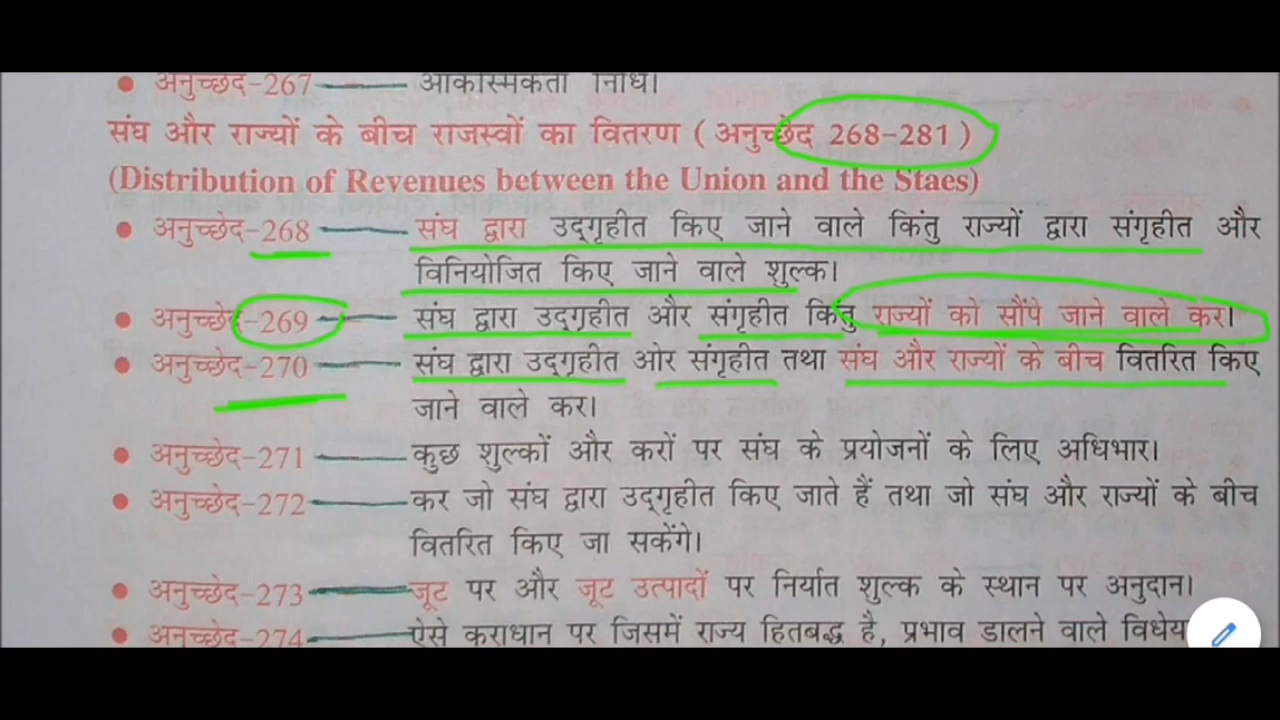 • अनुच्छेद-267 —— आकस्मिकता निधि।
संघ और राज्यों के बीच राजस्वों का वितरण ( अनुच्छेद 268-281 )
(Distribution of Revenues between the Union and the Staes)
• अनुच्छेद-268 —— संघ द्वारा उद्गृहीत किए जाने वाले किंतु राज्यों द्वारा संगृहीत और
विनियोजित किए जाने वाले शुल्क।
• अनुच्छेद-269 —— संघ द्वारा उद्गृहीत और संगृहीत किंतु राज्यों को सौंपे जाने वाले कर।
• अनुच्छेद-270 —— संघ द्वारा उद्गृहीत ओर संगृहीत तथा संघ और राज्यों के बीच वितरित किए
जाने वाले कर।
• अनुच्छेद-271 —— कुछ शुल्कों और करों पर संघ के प्रयोजनों के लिए अधिभार।
• अनुच्छेद-272 —— कर जो संघ द्वारा उद्गृहीत किए जाते हैं तथा जो संघ और राज्यों के बीच
वितरित किए जा सकेंगे।
• अनुच्छेद-273 —— जूट पर और जूट उत्पादों पर निर्यात शुल्क के स्थान पर अनुदान।
• अनुच्छेद-274 —— ऐसे कराधान पर जिसमें राज्य हितबद्ध है, प्रभाव डालने वाले